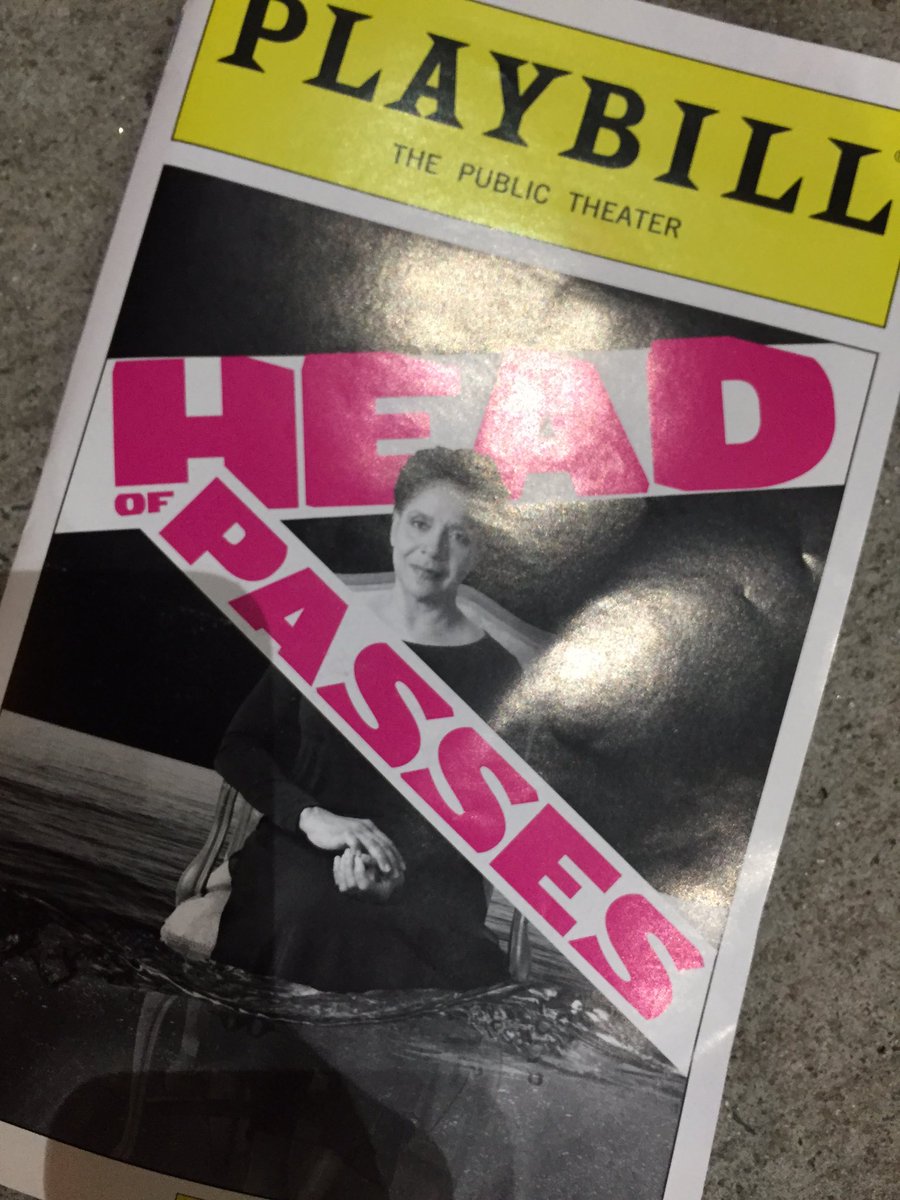 PLAYBILL
THE PUBLIC THEATER
HEAD
OF
PASSES